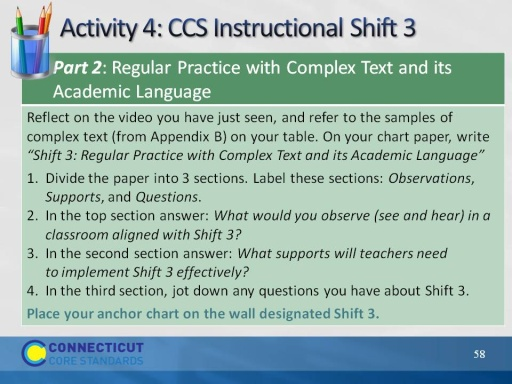 Activity 4: CCS Instructional Shift 3
Part 2: Regular Practice with Complex Text and its
Academic Language
Reflect on the video you have just seen, and refer to the samples of
complex text (from Appendix B) on your table. On your chart paper, write
“Shift 3: Regular Practice with Complex Text and its Academic Language”
1. Divide the paper into 3 sections. Label these sections: Observations,
Supports, and Questions.
2. In the top section answer: What would you observe (see and hear) in a
classroom aligned with Shift 3?
3. In the second section answer: What supports will teachers need
to implement Shift 3 effectively?
4. In the third section, jot down any questions you have about Shift 3.
Place your anchor chart on the wall designated Shift 3.
CONNECTICUT
CORE STANDARDS
58